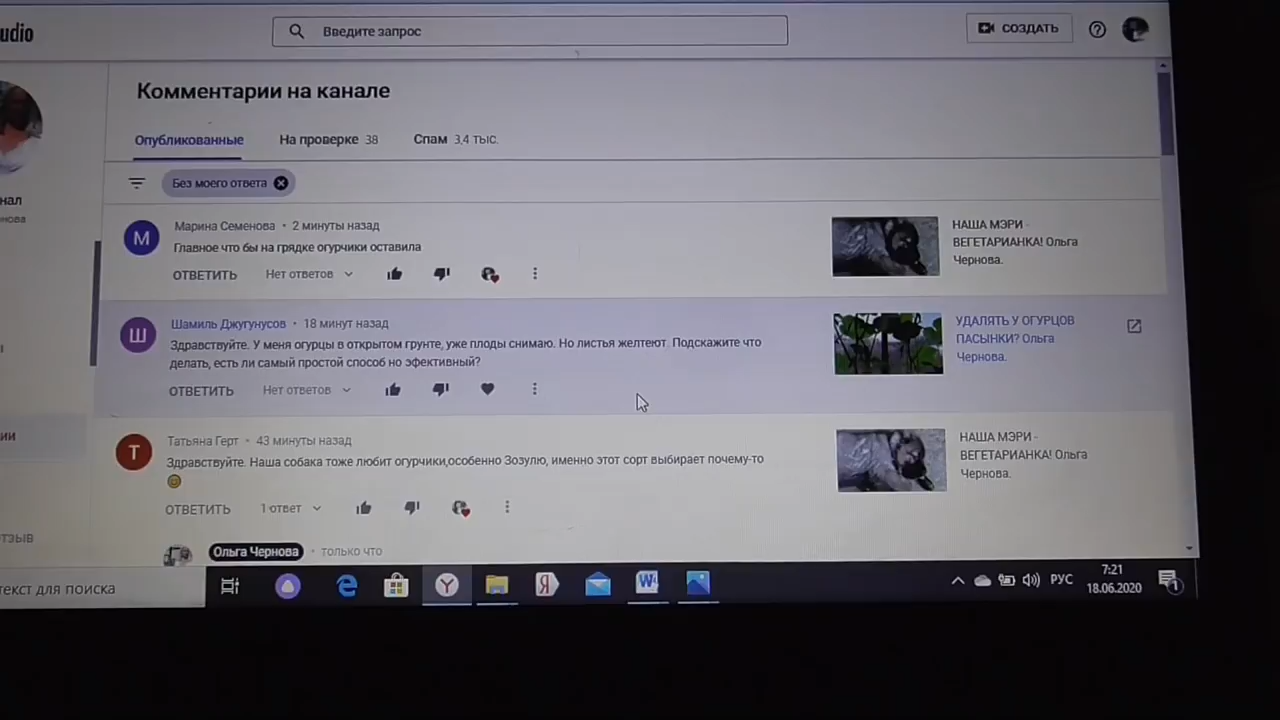 udio
Введите запрос
СОЗДАТЬ
Комментарии на канале
Опубликованные
На проверке 38
Спам 3,4 тыс.
Без моего ответа
нал
нова
М
Марина Семенова • 2 минуты назад
Главное что бы на грядке огурчики оставила
ОТВЕТИТЬ Нет ответов
НАША МЭРИ -
ВЕГЕТАРИАНКА! Ольга
Чернова.
Ш
Шамиль Джугунусов • 18 минут назад
Здравствуйте. У меня огурцы в открытом грунте, уже плоды снимаю. Но листья желтеют. Подскажите что
делать, есть ли самый простой способ но эфективный?
ОТВЕТИТЬ Нет ответов
УДАЛЯТЬ У ОГУРЦОВ
ПАСЫНКИ? Ольга
Чернова.
ии
Т
Татьяна Герт • 43 минуты назад
Здравствуйте. Наша собака тоже любит огурчики,особенно Зозулю, именно этот сорт выбирает почему-то
ОТВЕТИТЬ 1 ответ
НАША МЭРИ -
ВЕГЕТАРИАНКА! Ольга
Чернова.
тзыв
Ольга Чернова • только что
текст для поиска
РУС
7:21
18.06.2020
1